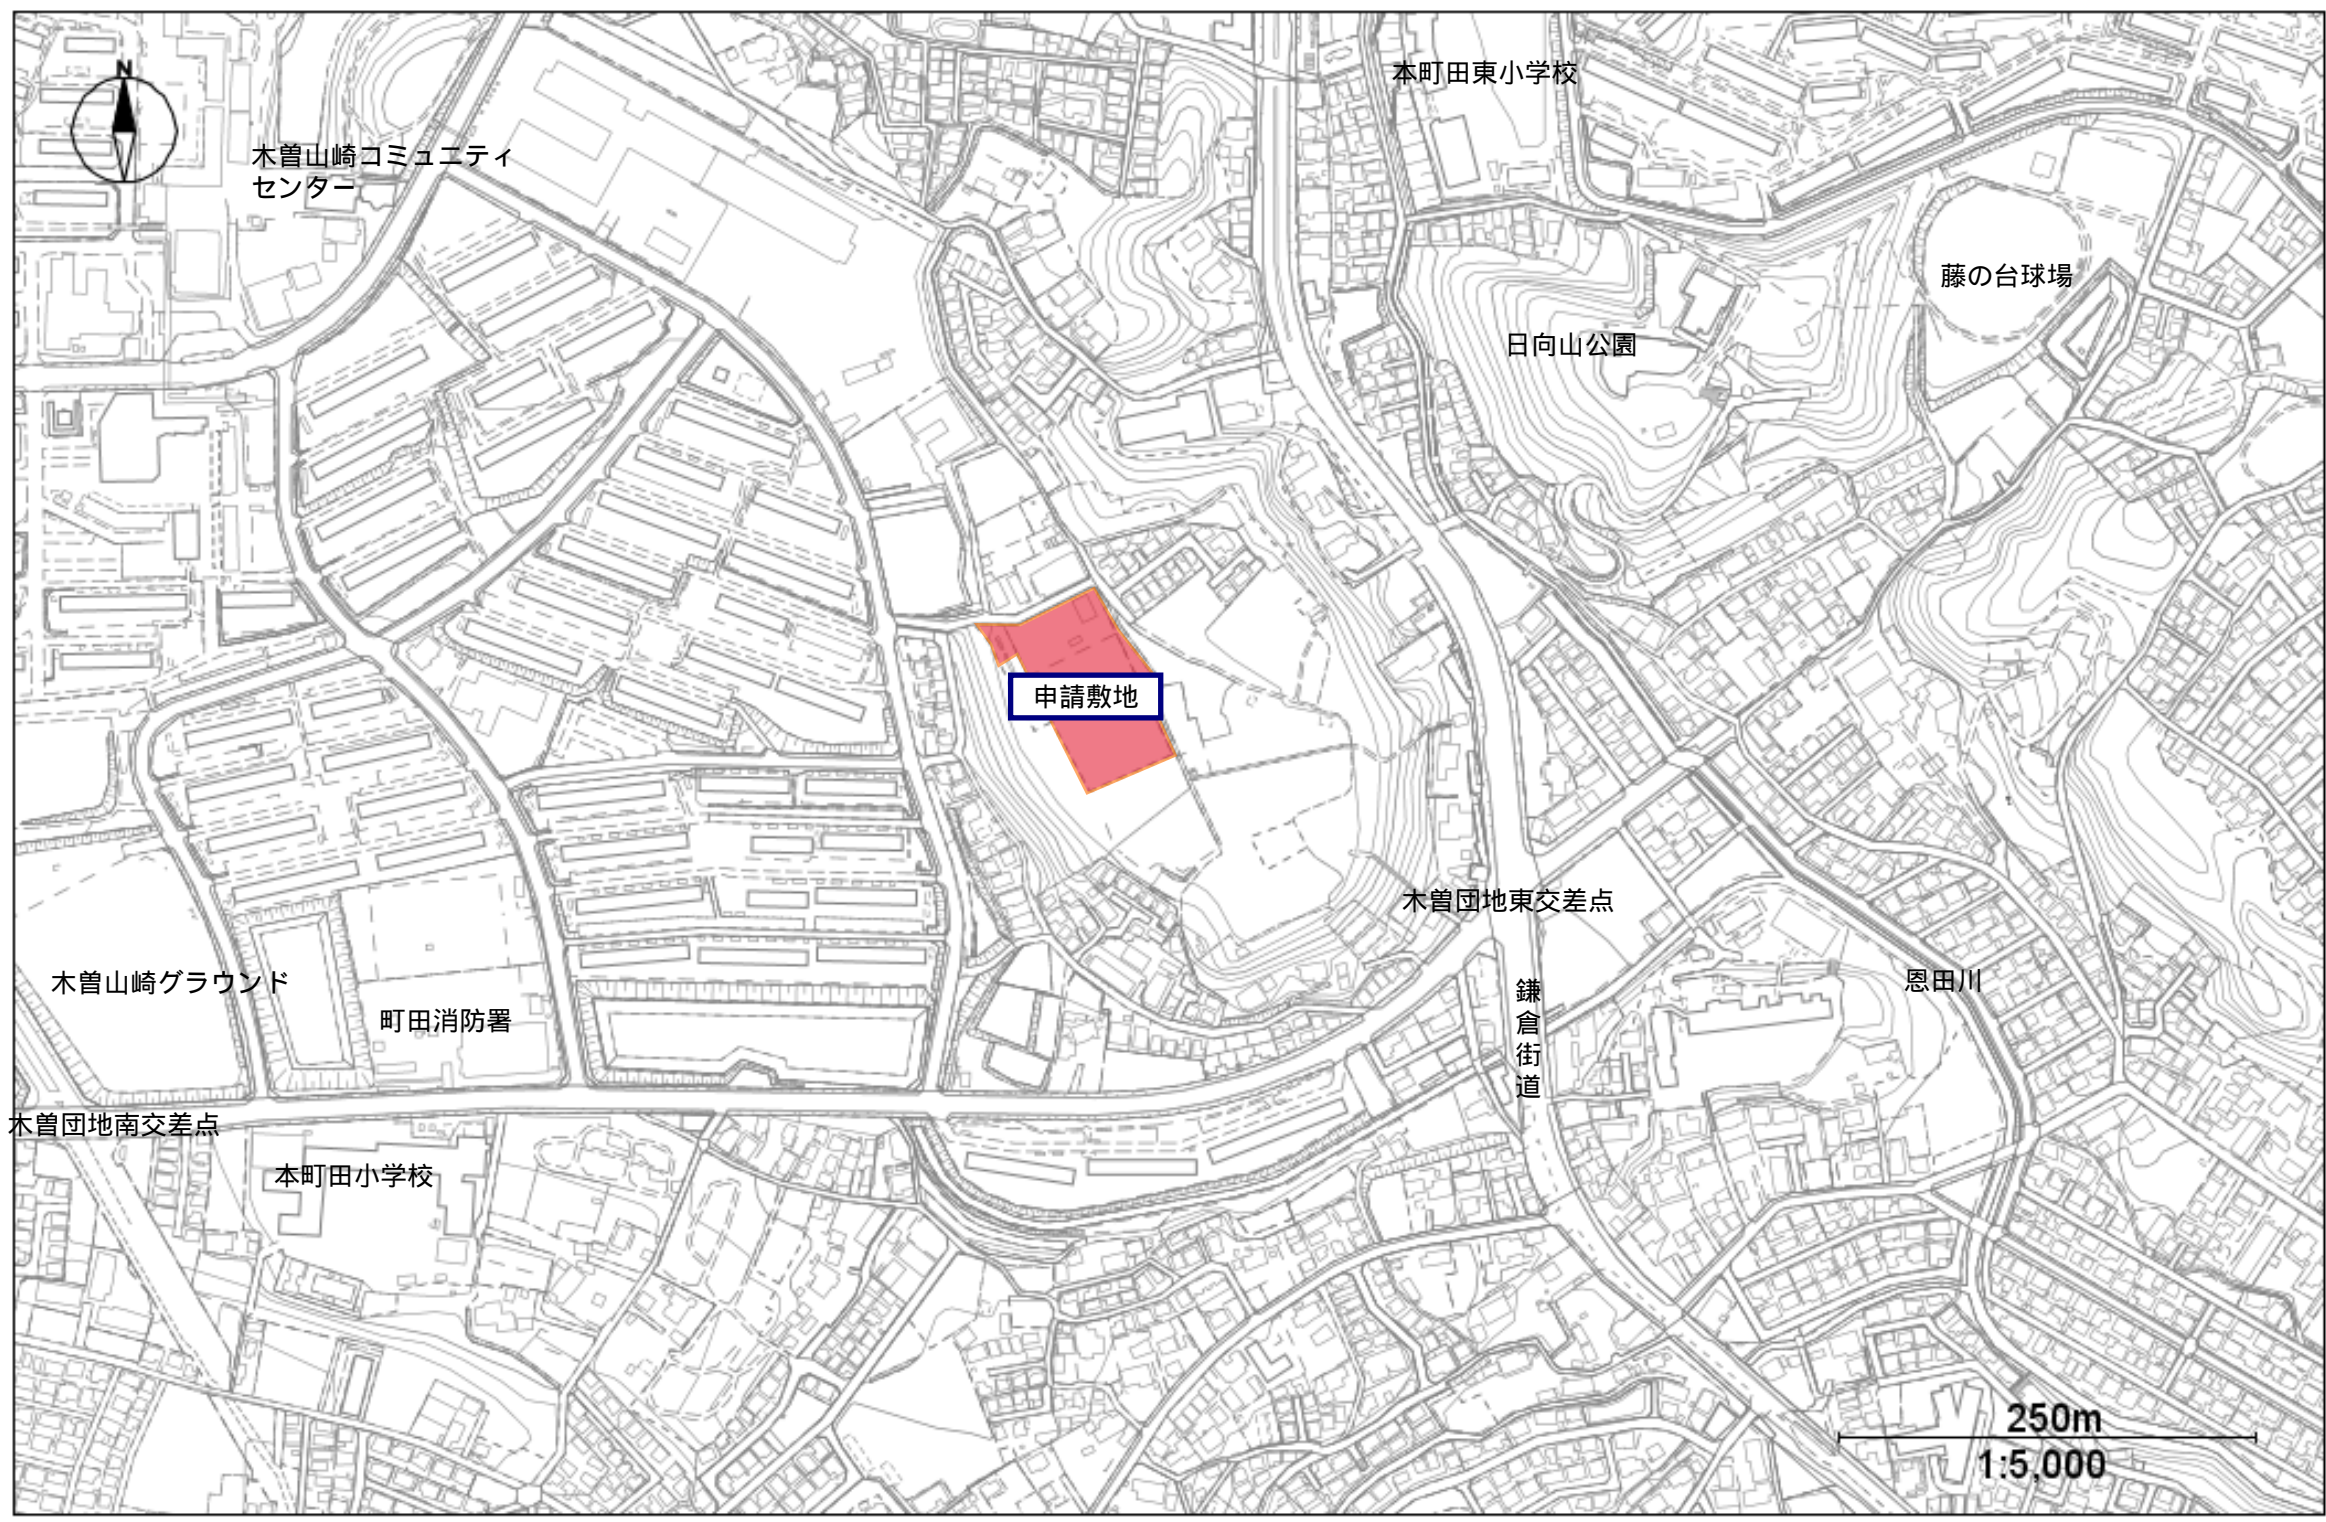 N
本町田東小学校
木曽山崎コミュニティ
センター
藤の台球場
日向山公園
申請敷地
木曽団地東交差点
木曽山崎グラウンド
恩田川
鎌倉街道
町田消防署
木曽団地南交差点
本町田小学校
250m
1:5,000